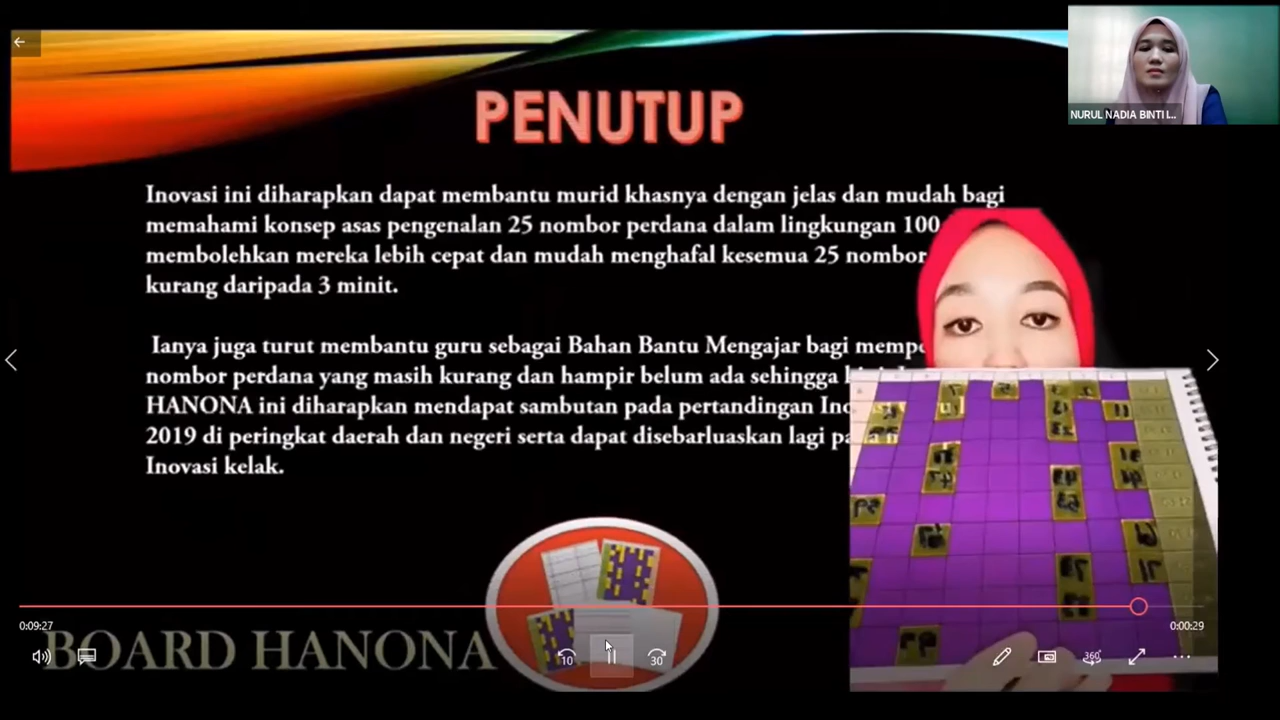 NURUL NADIA BINTI I...
PENUTUP
Inovasi ini diharapkan dapat membantu murid khasnya dengan jelas dan mudah bagi
memahami konsep asas pengenalan 25 nombor perdana dalam lingkungan 100
membolehkan mereka lebih cepat dan mudah menghafal kesemua 25 nombor
kurang daripada 3 minit.
Ianya juga turut membantu guru sebagai Bahan Bantu Mengajar bagi
nombor perdana yang masih kurang dan hampir belum ada sehingga
HANONA ini diharapkan mendapat sambutan pada pertandingan
2019 di peringkat daerah dan negeri serta dapat disebarluaskan lagi
Inovasi kelak.
0:09:27
0:00:29
BOARD HANONA
10
30
360°